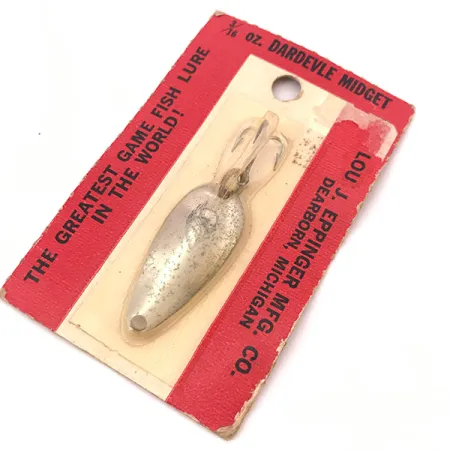 3/16 OZ. DARDEVLE MIDGET
THE GREATEST GAME FISH LURE
IN THE WORLD!
LOU J. EPPINGER MFG. CO.
DEARBORN, MICHIGAN